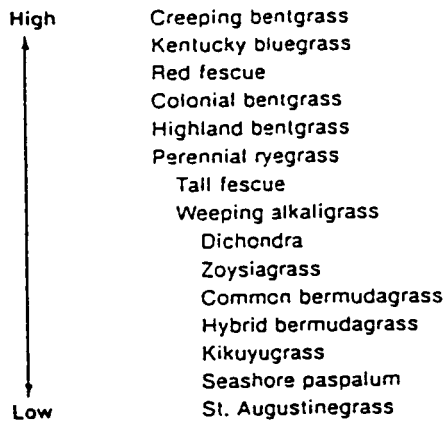 High
Creeping bentgrass
Kentucky bluegrass
Red fescue
Colonial bentgrass
Highland bentgrass
Perennial ryegrass
Tall fescue
Weeping alkaligrass
Dichondra
Zoysiagrass
Common bermudagrass
Hybrid bermudagrass
Kikuyugrass
Seashore paspalum
Low
St. Augustinegrass